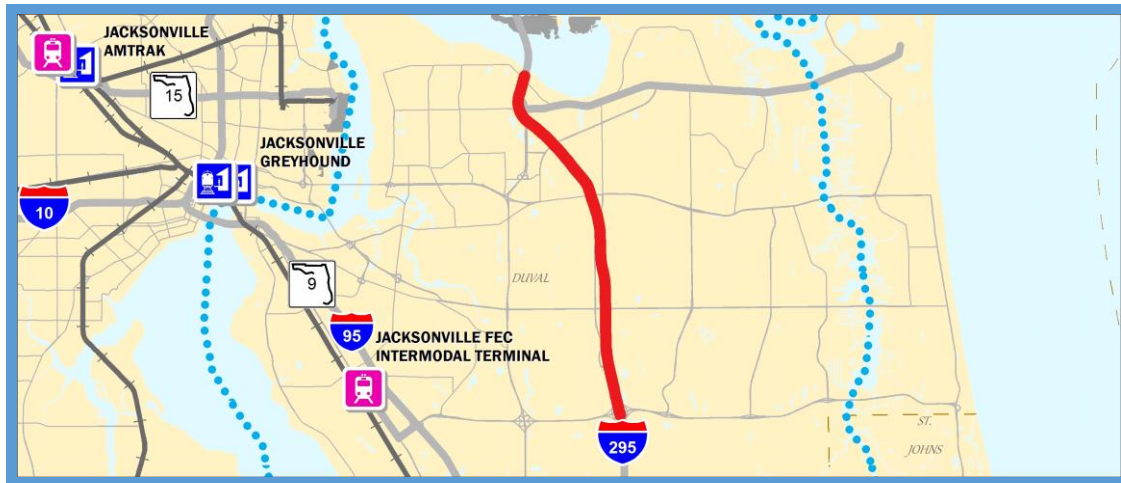 JACKSONVILLE
AMTRAK
15
JACKSONVILLE
GREYHOUND
10
9
DUVAL
95
JACKSONVILLE FEC
INTERMODAL TERMINAL
295
ST.
JOHNS